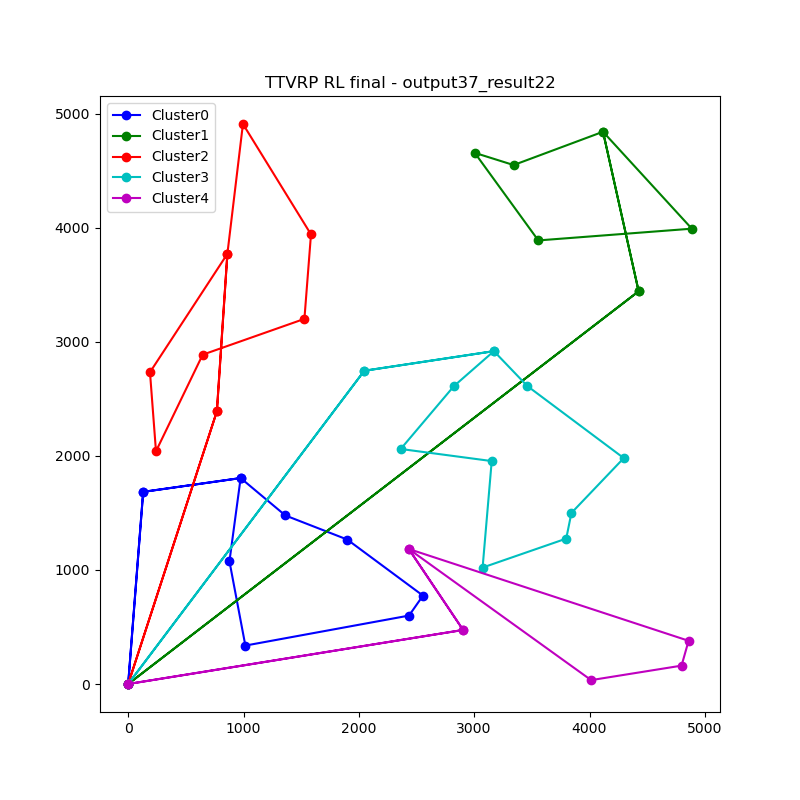 TTVRP RL final - output37_result22
Cluster0
Cluster1
Cluster2
Cluster3
Cluster4
5000
4000
3000
2000
1000
0
0 1000 2000 3000 4000 5000